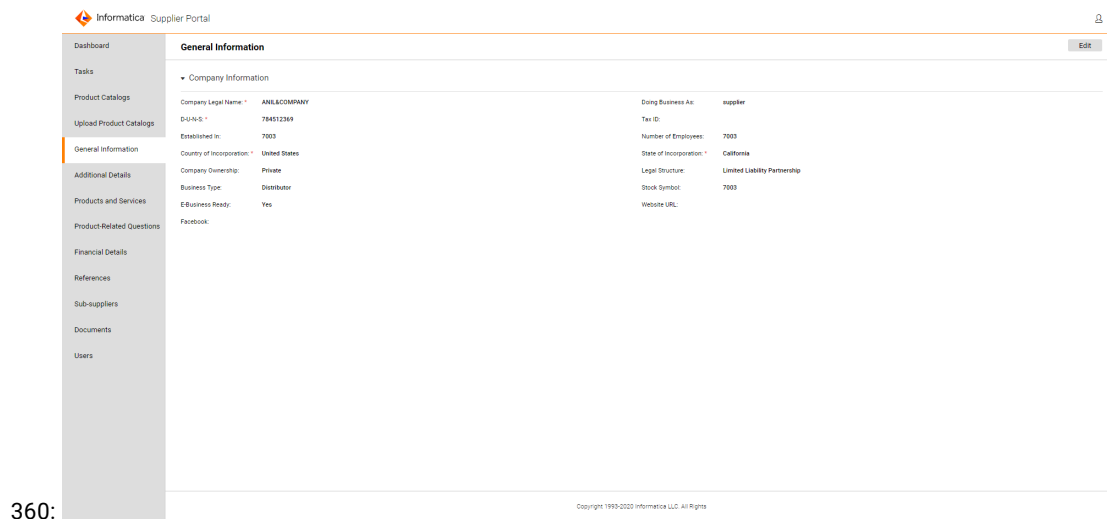 Informatica Supplier Portal
Dashboard
Tasks
Product Catalogs
Upload Product Catalogs
General Information
Additional Details
Products and Services
Product-Related Questions
Financial Details
References
Sub-suppliers
Documents
Users
General Information
Edit
Company Information
Company Legal Name: * ANIL&COMPANY
Doing Business As: supplier
D-U-N-S: * 784512369
Tax ID:
Established In: 7003
Number of Employees: 7003
Country of Incorporation: * United States
State of Incorporation: * California
Company Ownership: Private
Legal Structure: Limited Liability Partnership
Business Type: Distributor
Stock Symbol: 7003
E-Business Ready: Yes
Website URL:
Facebook:
Copyright 1993-2020 Informatica LLC. All Rights
360: